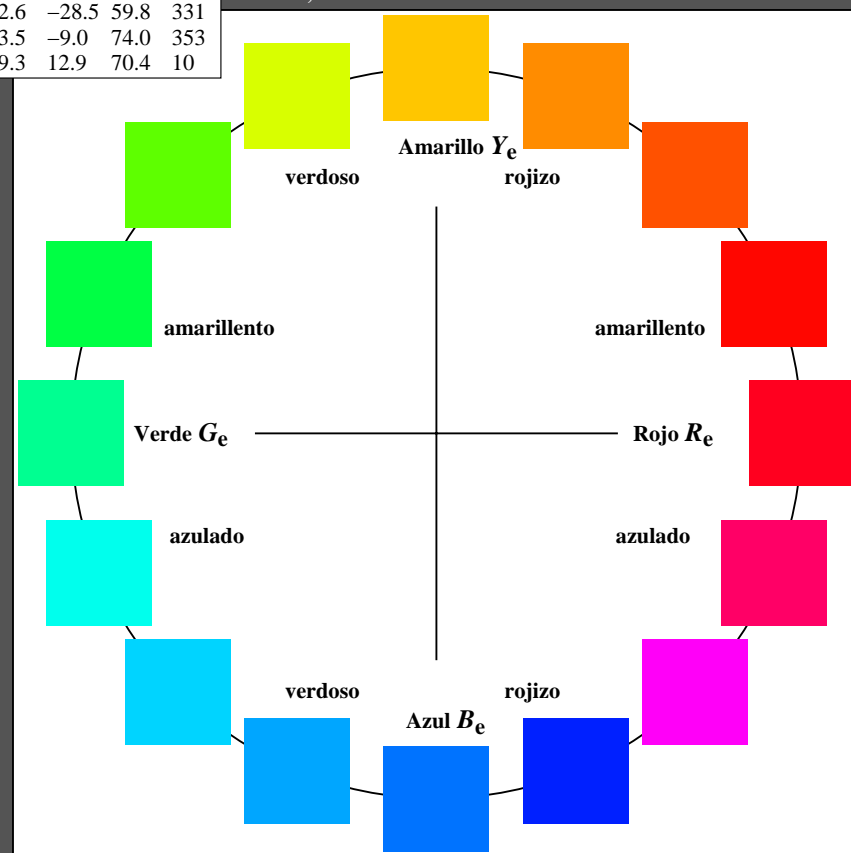 −28.5 59.8 331
−9.0 74.0 353
12.9 70.4 10
Amarillo Ye
verdoso rojizo
amarillento amarillento
Verde Ge Rojo Re
azulado azulado
verdoso rojizo
Azul Be